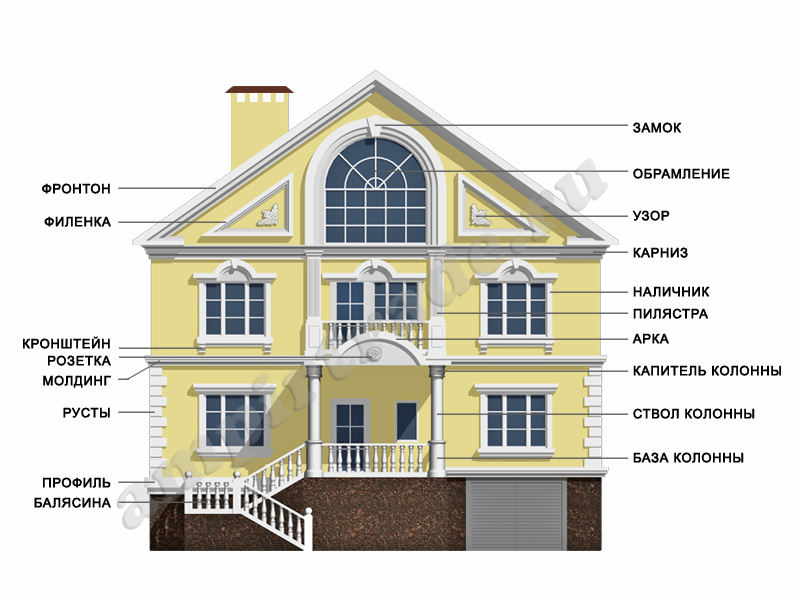 ЗАМОК
ОБРАМЛЕНИЕ
УЗОР
КАРНИЗ
НАЛИЧНИК
ПИЛЯСТРА
АРКА
КАПИТЕЛЬ КОЛОННЫ
СТВОЛ КОЛОННЫ
БАЗА КОЛОННЫ
ФРОНТОН
ФИЛЕНКА
КРОНШТЕЙН
РОЗЕТКА
МОЛДИНГ
РУСТЫ
ПРОФИЛЬ
БАЛЯСИНА